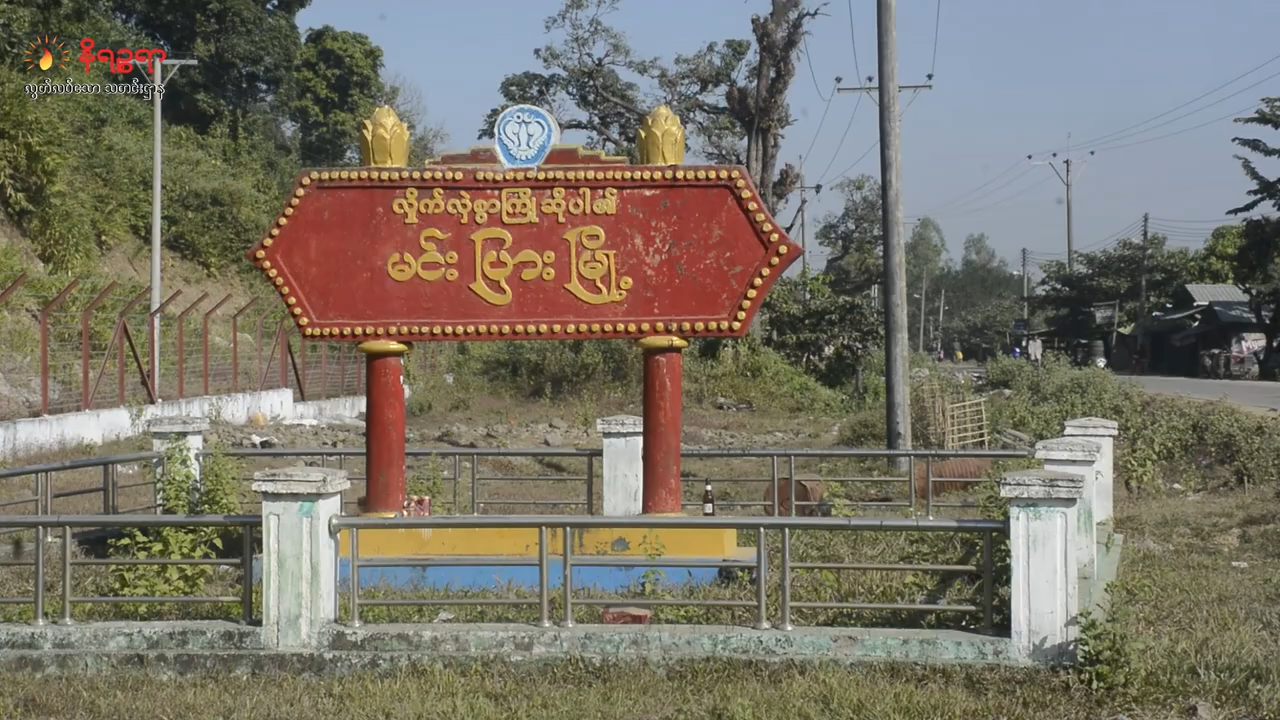 နိရဉ္စရာ
လွတ်လပ်သော သတင်းဌာန
လှိုက်လှဲစွာကြိုဆိုပါ၏
မင်းပြားမြို့